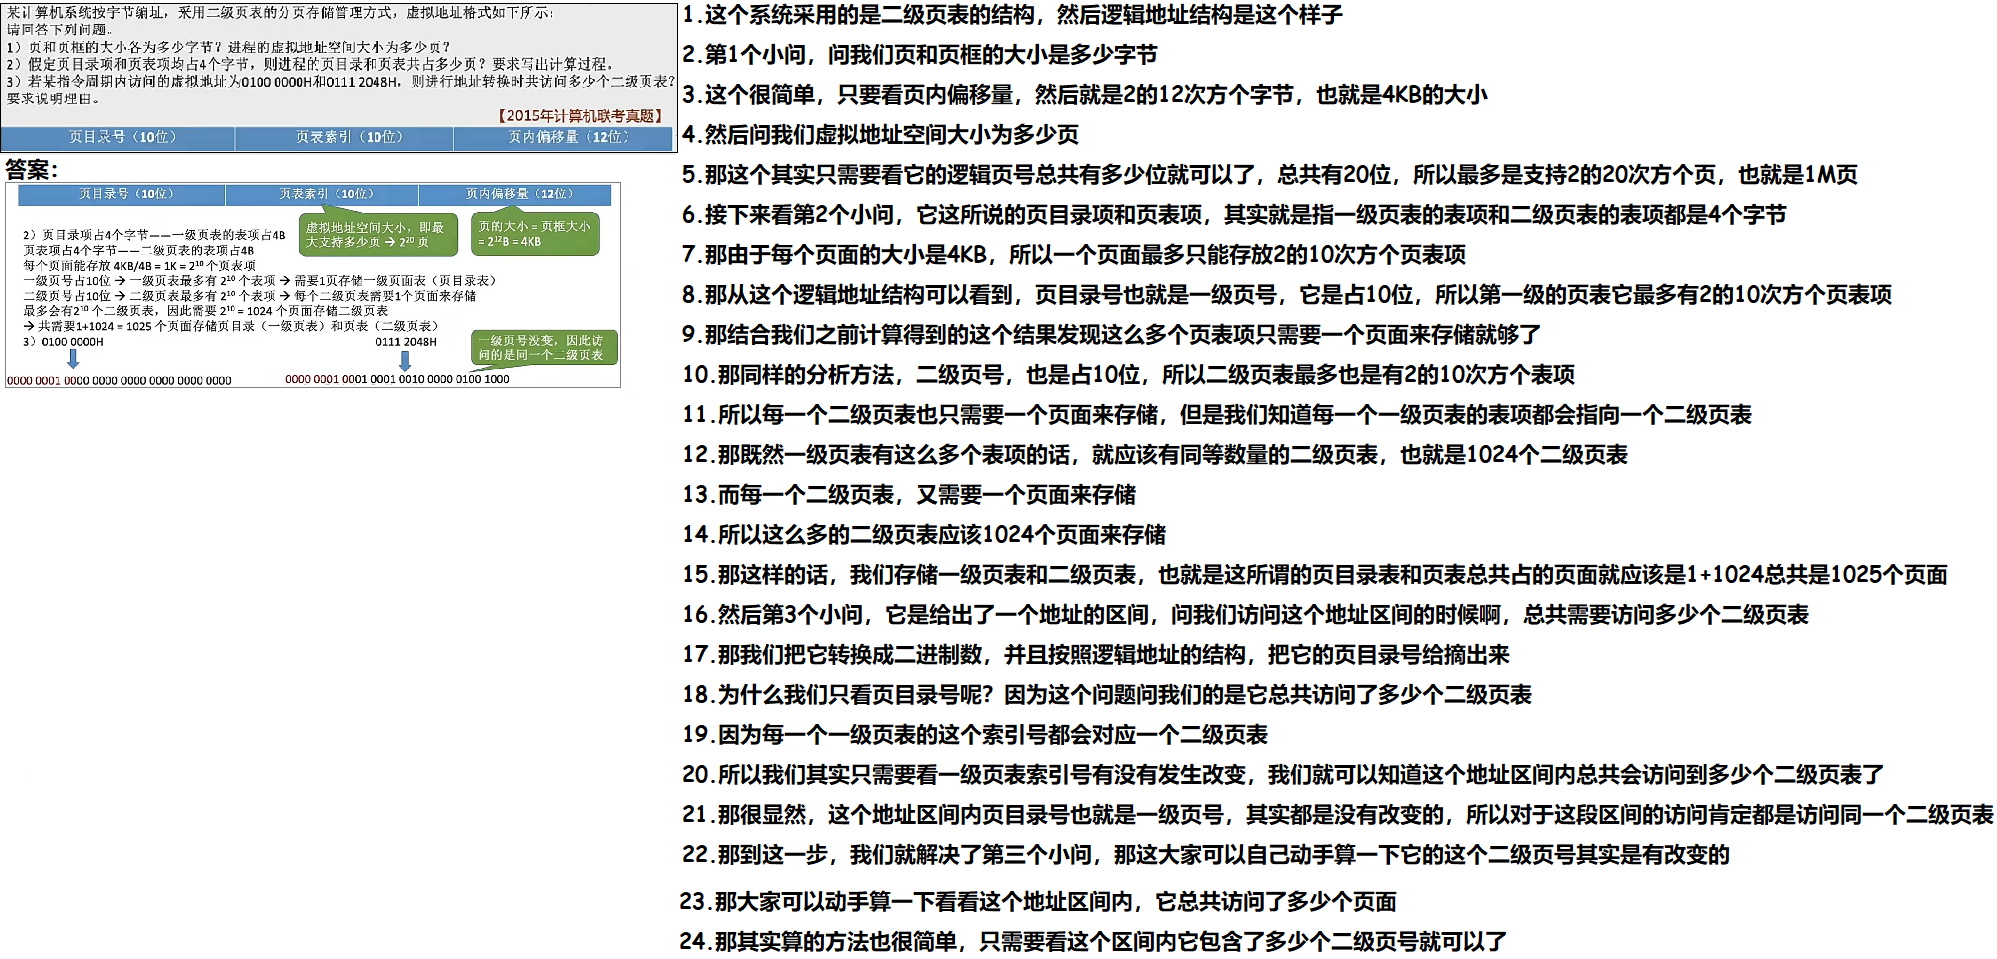 某计算机系统按字节编址，采用二级页表的分页存储管理方式，虚拟地址格式如下所示：
请回答下列问题。
1）页和页框的大小各为多少字节？进程的虚拟地址空间大小为多少页？
2）假定页目录项和页表项均占4个字节，则进程的页目录和页表共占多少页？要求写出计算过程。
3）若某指令周期内访问的虚拟地址为0100 0000H和0111 2048H，则进行地址转换时共访问多少个二级页表？
要求说明理由。
【2015年计算机联考真题】
页目录号（10位） 页表索引（10位） 页内偏移量（12位）
答案：
页目录号（10位） 页表索引（10位） 页内偏移量（12位）
虚拟地址空间大小，即最
大支持多少页→2²⁰ 页
页的大小 = 页框大小
= 2¹²B = 4KB
2）页目录项占4个字节——一级页表的表项占4B
页表项占4个字节——二级页表的表项占4B
每个页面能存放 4KB/4B = 1K = 2¹⁰ 个页表项
一级页号占10位 → 一级页表最多有 2¹⁰ 个表项 → 需要1页存储一级页面表（页目录表）
二级页号占10位 → 二级页表最多有 2¹⁰ 个表项 → 每个二级页表需要1个页面来存储
最多会有2¹⁰ 个二级页表，因此需要 2¹⁰ = 1024 个页面存储二级页表
→ 共需要1+1024 = 1025 个页面存储页目录（一级页表）和页表（二级页表）
3）0100 0000H 0111 2048H
一级页号没变，因此访
问的是同一个二级页表
0000 0001 0000 0000 0000 0000 0000 0000 0000 0001 0001 0001 0010 0000 0100 1000
1.这个系统采用的是二级页表的结构，然后逻辑地址结构是这个样子
2.第1个小问，问我们页和页框的大小是多少字节
3.这个很简单，只要看页内偏移量，然后就是2的12次方个字节，也就是4KB的大小
4.然后问我们虚拟地址空间大小为多少页
5.那这个其实只需要看它的逻辑页号总共有多少位就可以了，总共有20位，所以最多是支持2的20次方个页，也就是1M页
6.接下来看第2个小问，它这所说的页目录项和页表项，其实就是指一级页表的表项和二级页表的表项都是4个字节
7.那由于每个页面的大小是4KB，所以一个页面最多只能存放2的10次方个页表项
8.那从这个逻辑地址结构可以看到，页目录号也就是一级页号，它是占10位，所以第一级的页表它最多有2的10次方个页表项
9.那结合我们之前计算得到的这个结果发现这么多个页表项只需要一个页面来存储就够了
10.那同样的分析方法，二级页号，也是占10位，所以二级页表最多也是有2的10次方个表项
11.所以每一个二级页表也只需要一个页面来存储，但是我们知道每一个一级页表的表项都会指向一个二级页表
12.那既然一级页表有这么多个表项的话，就应该有同等数量的二级页表，也就是1024个二级页表
13.而每一个二级页表，又需要一个页面来存储
14.所以这么多的二级页表应该1024个页面来存储
15.那这样的话，我们存储一级页表和二级页表，也就是这所谓的页目录表和页表总共占的页面就应该是1+1024总共是1025个页面
16.然后第3个小问，它是给出了一个地址的区间，问我们访问这个地址区间的时候啊，总共需要访问多少个二级页表
17.那我们把它转换成二进制数，并且按照逻辑地址的结构，把它的页目录号给摘出来
18.为什么我们只看页目录号呢？因为这个问题问我们的是它总共访问了多少个二级页表
19.因为每一个一级页表的这个索引号都会对应一个二级页表
20.所以我们其实只需要看一级页表索引号有没有发生改变，我们就可以知道这个地址区间内总共会访问到多少个二级页表了
21.那很显然，这个地址区间内页目录号也就是一级页号，其实都是没有改变的，所以对于这段区间的访问肯定都是访问同一个二级页表
22.那到这一步，我们就解决了第三个小问，那这大家可以自己动手算一下它的这个二级页号其实是有改变的
23.那大家可以动手算一下看看这个地址区间内，它总共访问了多少个页面
24.那其实算的方法也很简单，只需要看这个区间内它包含了多少个二级页号就可以了